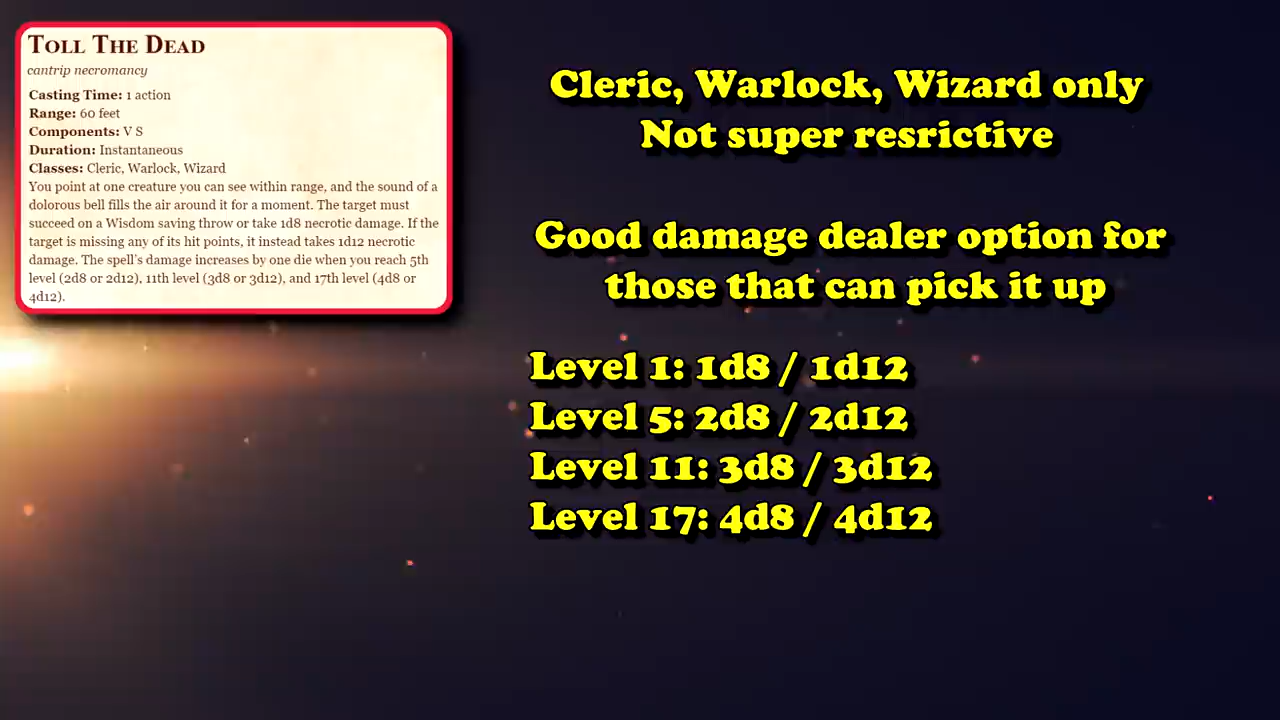 Toll The Dead
cantrip necromancy
Casting Time: 1 action
Range: 60 feet
Components: V S
Duration: Instantaneous
Classes: Cleric, Warlock, Wizard
You point at one creature you can see within range, and the sound of a
dolorous bell fills the air around it for a moment. The target must
succeed on a Wisdom saving throw or take 1d8 necrotic damage. If the
target is missing any of its hit points, it instead takes 1d12 necrotic
damage. The spell's damage increases by one die when you reach 5th
level (2d8 or 2d12), 11th level (3d8 or 3d12), and 17th level (4d8 or
4d12).
Cleric, Warlock, Wizard only
Not super resrictive
Good damage dealer option for
those that can pick it up
Level 1: 1d8 / 1d12
Level 5: 2d8 / 2d12
Level 11: 3d8 / 3d12
Level 17: 4d8 / 4d12